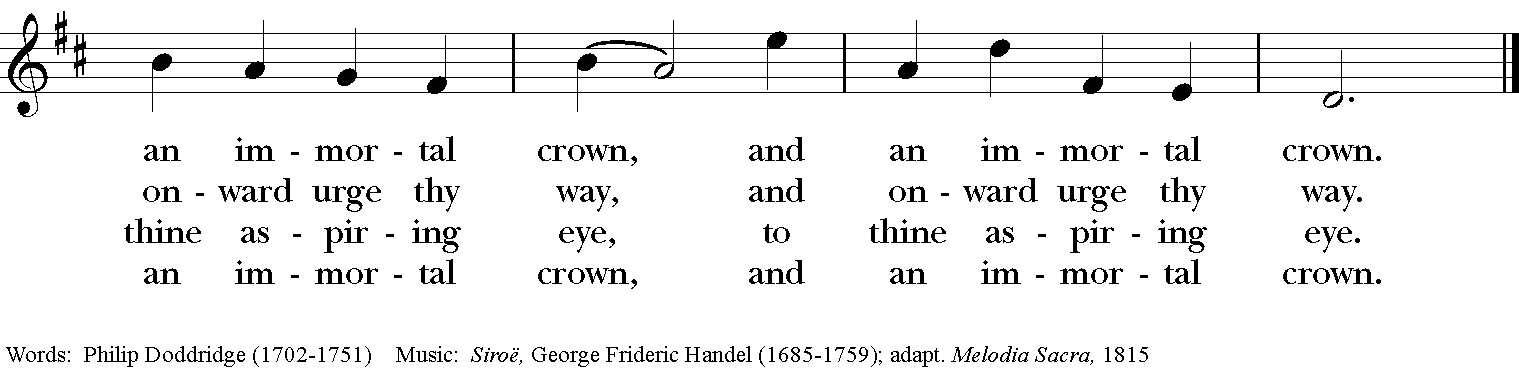 an im - mor - tal crown, and an im - mor - tal crown.
on - ward urge thy way, and on - ward urge thy way.
thine as - pir - ing eye, to thine as - pir - ing eye.
an im - mor - tal crown, and an im - mor - tal crown.
Words: Philip Doddridge (1702-1751) Music: Siroë, George Frideric Handel (1685-1759); adapt. Melodia Sacra, 1815